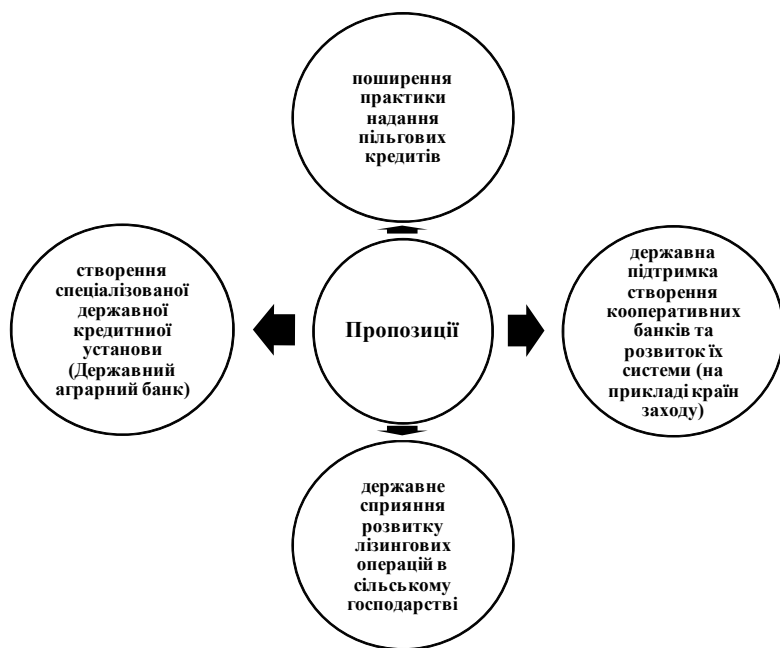 поширення
практики
надання
пільгових
кредитів
створення
спеціалізованої
державної
кредитниої
установи
(Державний
аграрний банк)
Пропозиції
державна
підтримка
створення
кооперативних
банків та
розвиток їх
системи (на
прикладі країн
заходу)
державне
сприяння
розвитку
лізингових
операцій в
сільському
господарстві